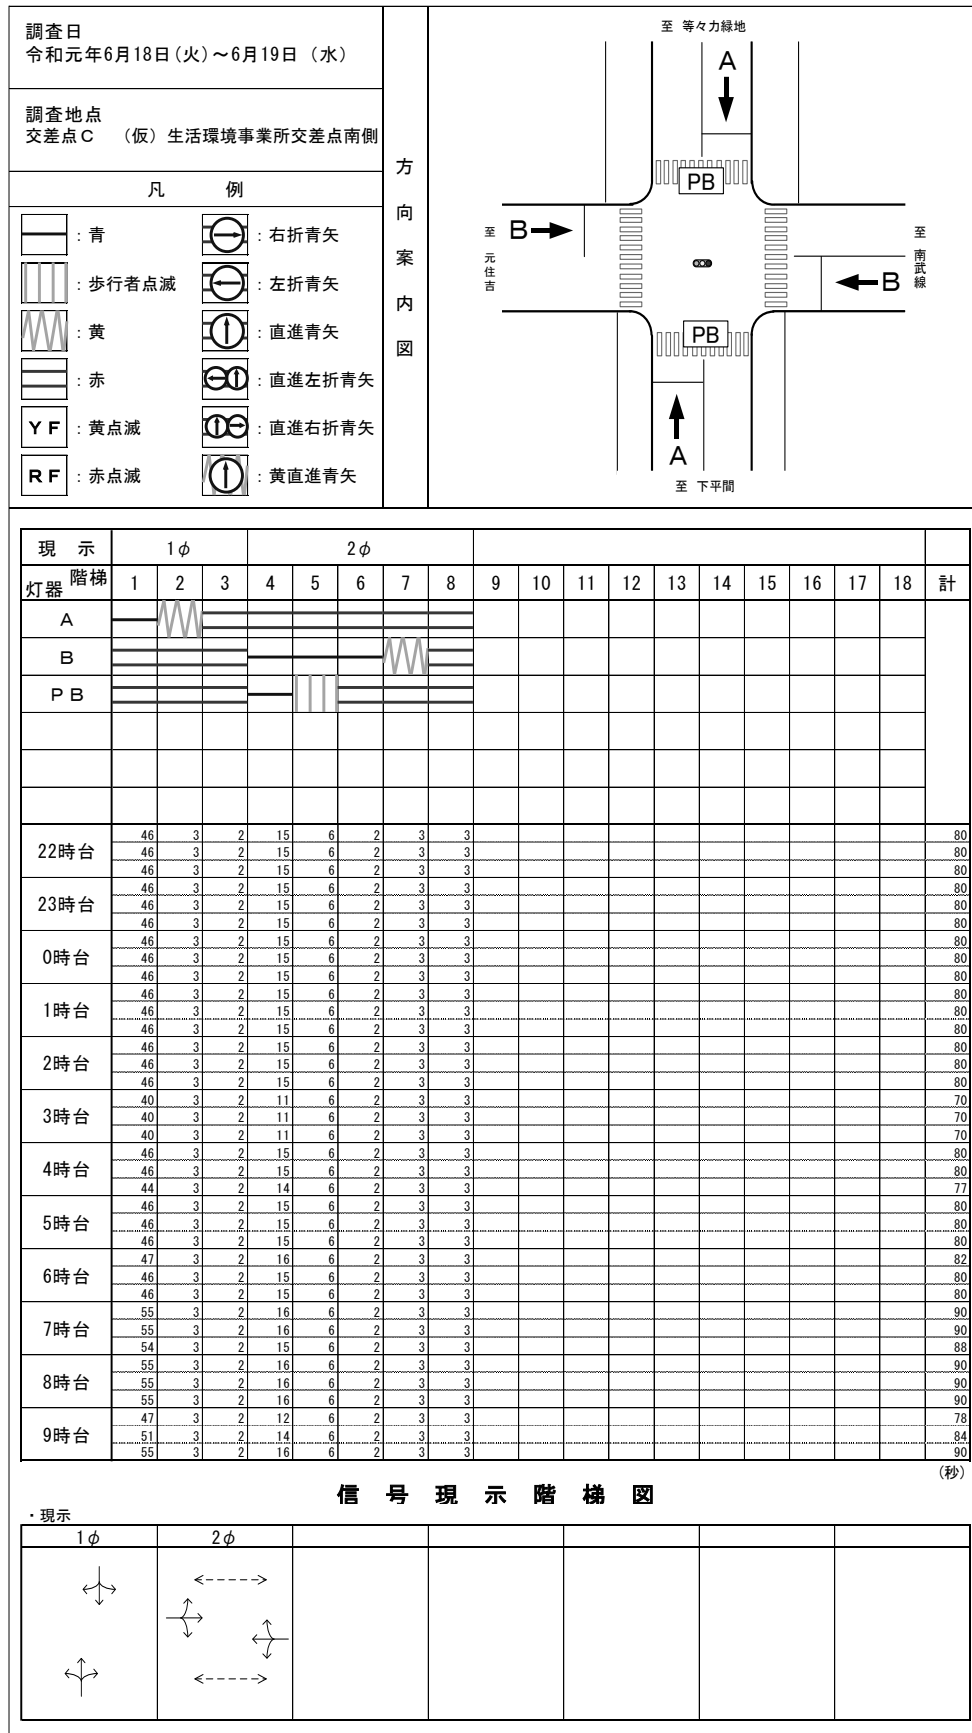 調査日
令和元年6月18日(火)～6月19日（水）
調査地点
交差点C （仮）生活環境事業所交差点南側
凡 例
：青
：歩行者点滅
：黄
：赤
YF ：黄点滅
RF ：赤点滅
：右折青矢
：左折青矢
：直進青矢
：直進左折青矢
：直進右折青矢
：黄直進青矢
方向案内図
至 等々力緑地
A
PB
B
至 元住吉
至 南武線
B
PB
A
至 下平間
現 示 1φ 2φ
灯器 階梯 1 2 3 4 5 6 7 8 9 10 11 12 13 14 15 16 17 18 計
A
B
PB
22時台
46 3 2 15 6 2 3 3 80
46 3 2 15 6 2 3 3 80
46 3 2 15 6 2 3 3 80
23時台
46 3 2 15 6 2 3 3 80
46 3 2 15 6 2 3 3 80
46 3 2 15 6 2 3 3 80
0時台
46 3 2 15 6 2 3 3 80
46 3 2 15 6 2 3 3 80
46 3 2 15 6 2 3 3 80
1時台
46 3 2 15 6 2 3 3 80
46 3 2 15 6 2 3 3 80
46 3 2 15 6 2 3 3 80
2時台
46 3 2 15 6 2 3 3 80
46 3 2 15 6 2 3 3 80
46 3 2 15 6 2 3 3 80
3時台
40 3 2 11 6 2 3 3 70
40 3 2 11 6 2 3 3 70
40 3 2 11 6 2 3 3 70
4時台
46 3 2 15 6 2 3 3 80
46 3 2 15 6 2 3 3 80
44 3 2 14 6 2 3 3 77
5時台
46 3 2 15 6 2 3 3 80
46 3 2 15 6 2 3 3 80
46 3 2 15 6 2 3 3 80
6時台
47 3 2 16 6 2 3 3 82
46 3 2 15 6 2 3 3 80
46 3 2 15 6 2 3 3 80
7時台
55 3 2 16 6 2 3 3 90
55 3 2 16 6 2 3 3 90
54 3 2 15 6 2 3 3 88
8時台
55 3 2 16 6 2 3 3 90
55 3 2 16 6 2 3 3 90
55 3 2 16 6 2 3 3 90
9時台
47 3 2 12 6 2 3 3 78
51 3 2 14 6 2 3 3 84
55 3 2 16 6 2 3 3 90
(秒)
信号現示階梯図
・現示
1φ 2φ